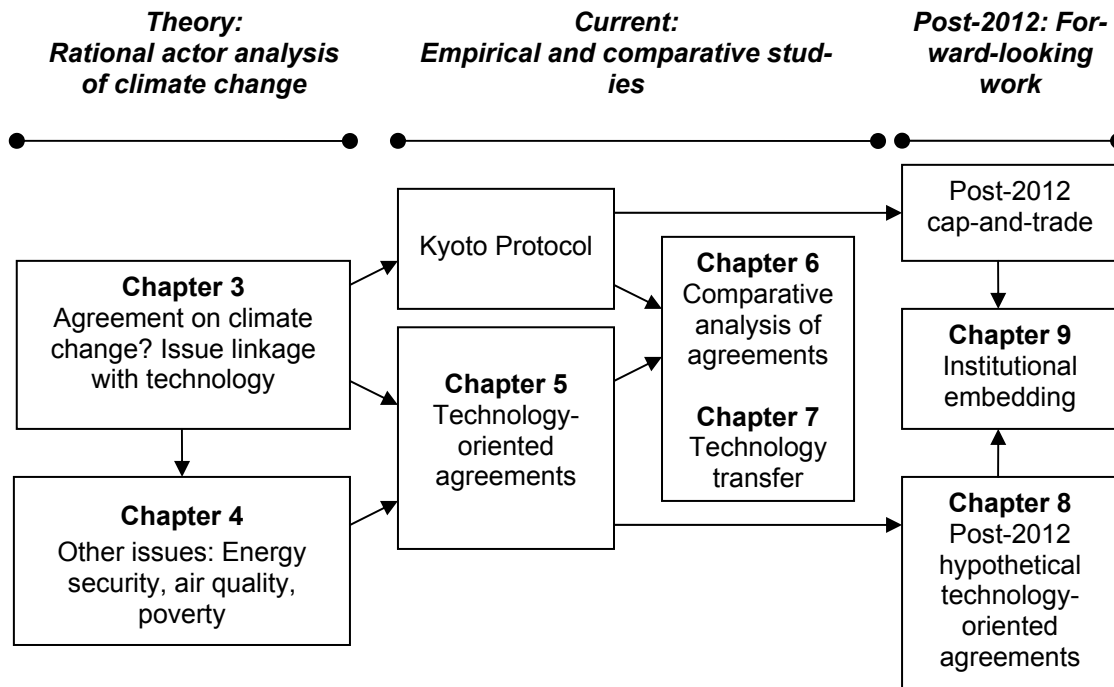 Theory:
Rational actor analysis
of climate change
Current:
Empirical and comparative stud-
ies
Post-2012: For-
ward-looking
work
Chapter 3
Agreement on climate
change? Issue linkage
with technology
Chapter 4
Other issues: Energy
security, air quality,
poverty
Kyoto Protocol
Chapter 5
Technology-
oriented
agreements
Chapter 6
Comparative
analysis of
agreements
Chapter 7
Technology
transfer
Post-2012
cap-and-trade
Chapter 9
Institutional
embedding
Chapter 8
Post-2012
hypothetical
technology-
oriented
agreements